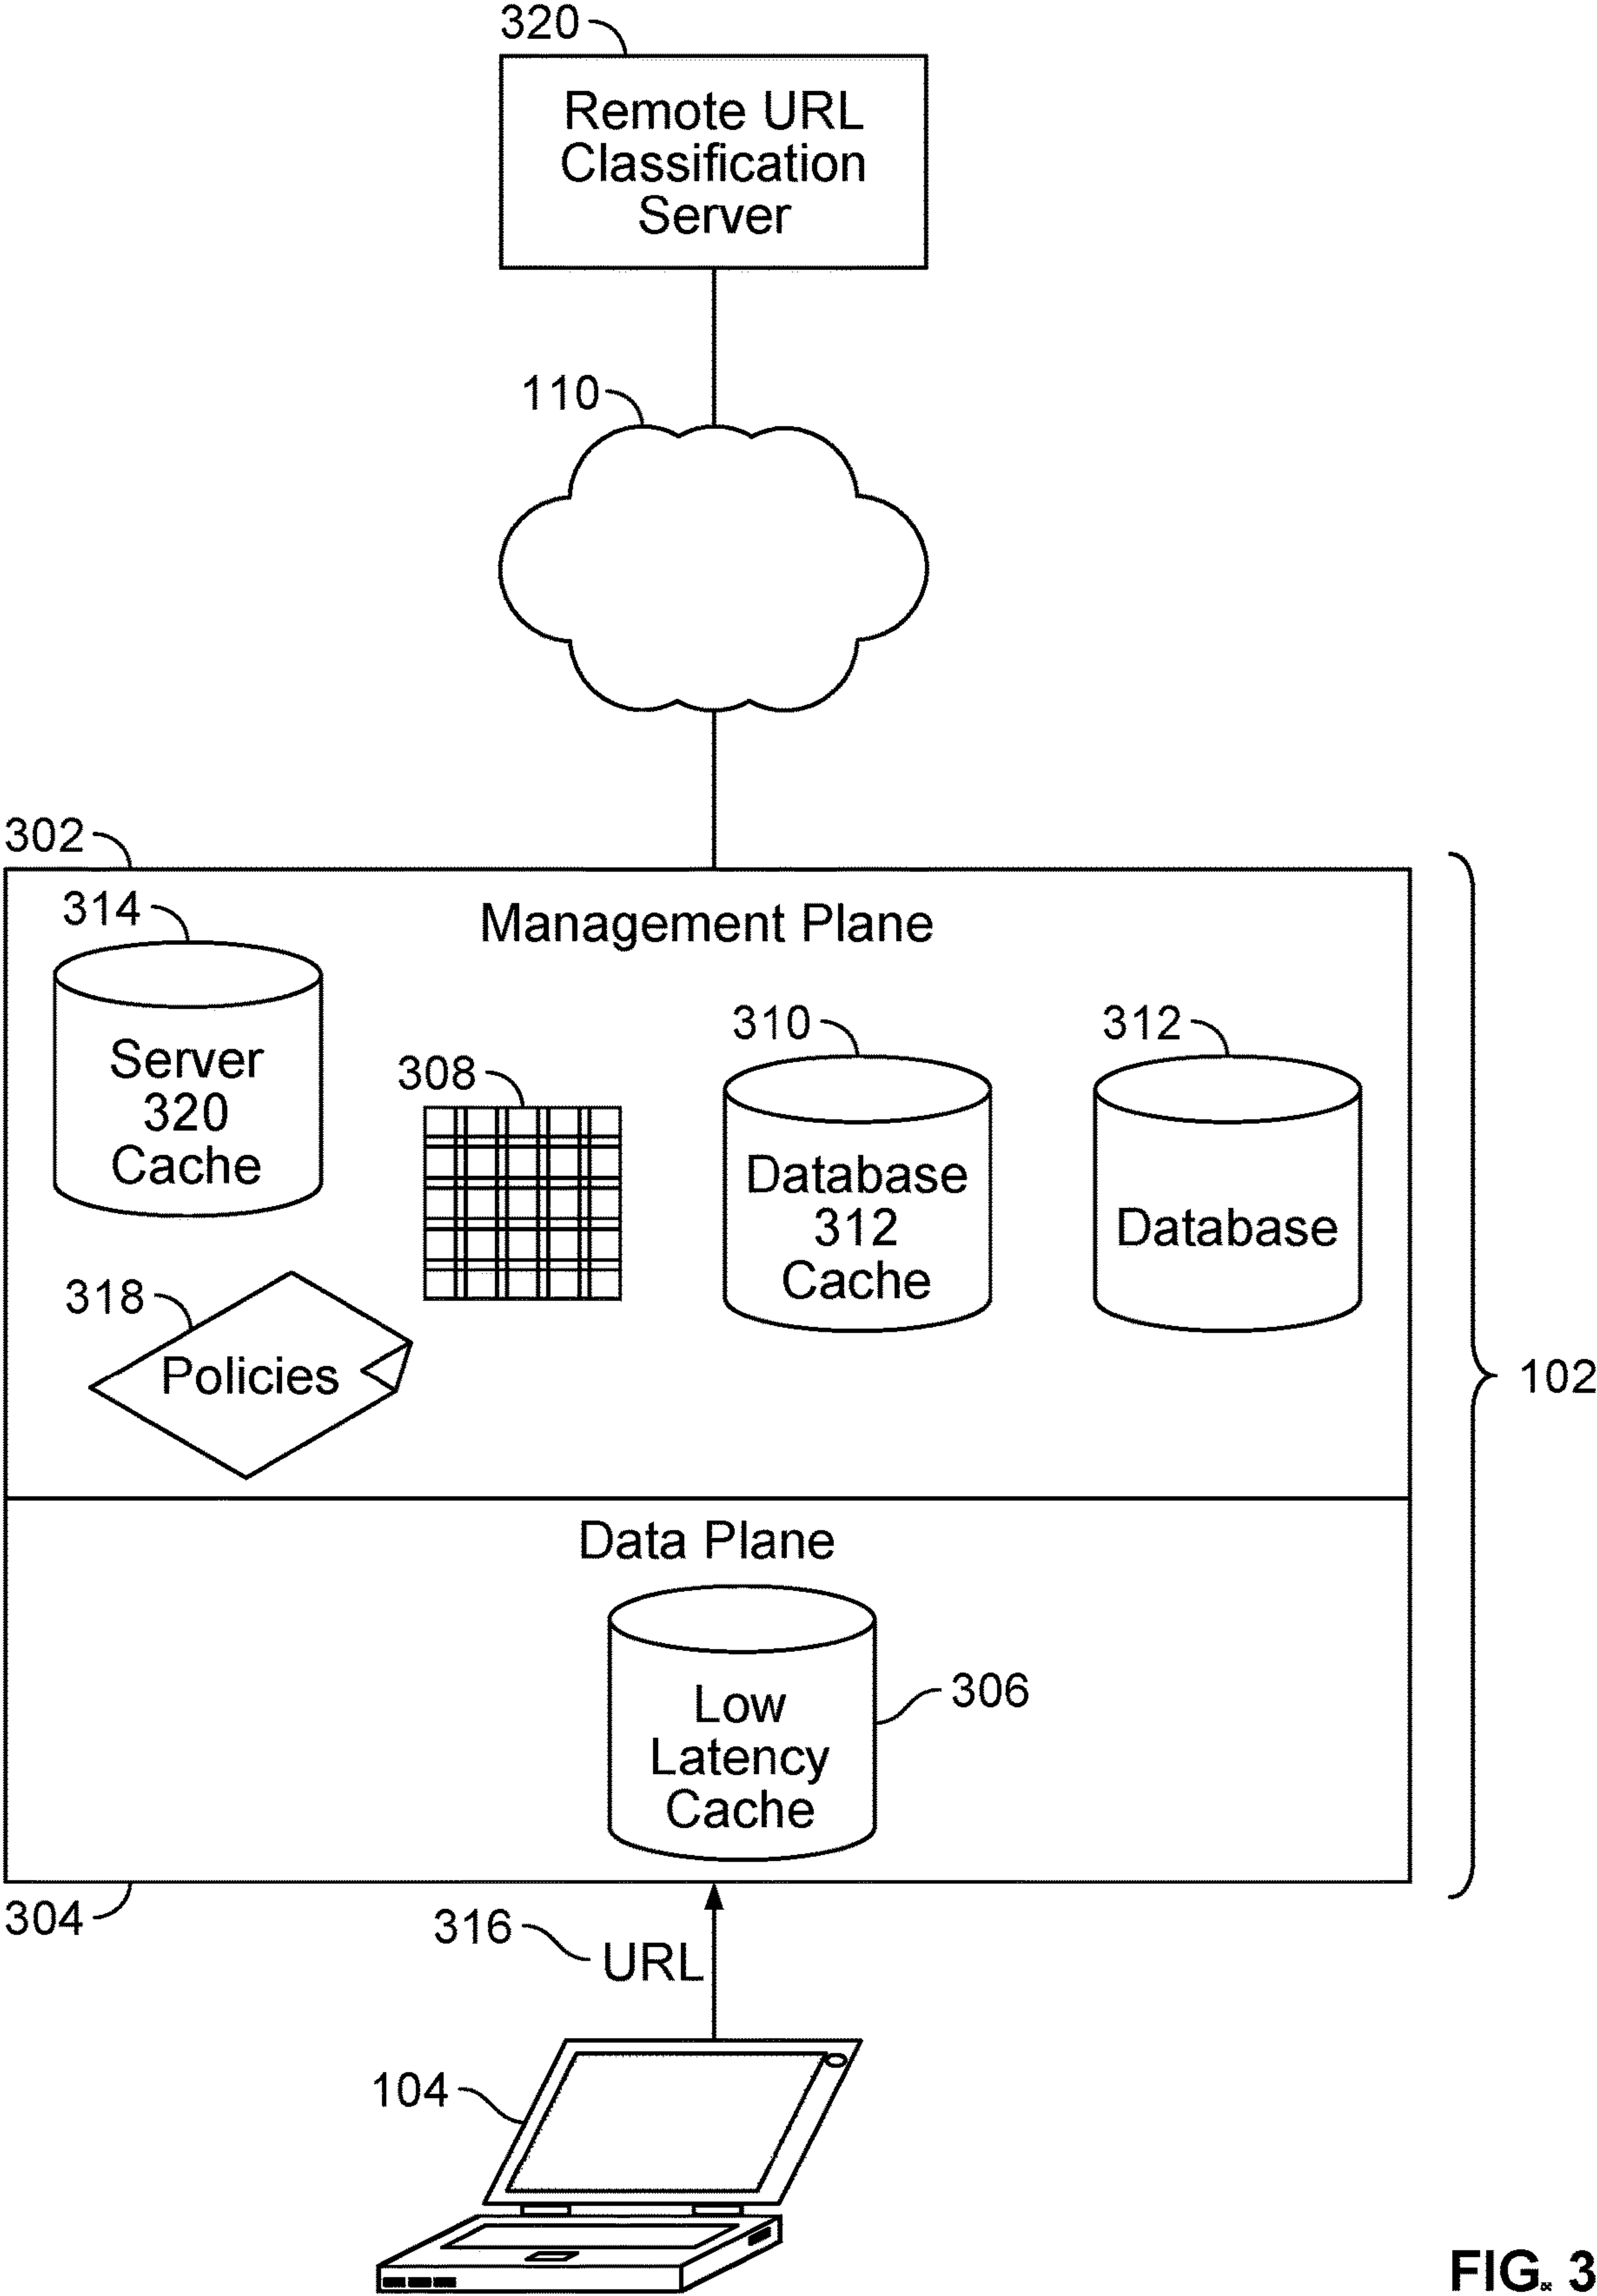 320
Remote URL
Classification
Server
110
302
314
Management Plane
310
312
Server
320
Cache
308
Database
312
Cache
Database
318
Policies
102
Data Plane
306
Low
Latency
Cache
304
316
URL
104
FIG. 3